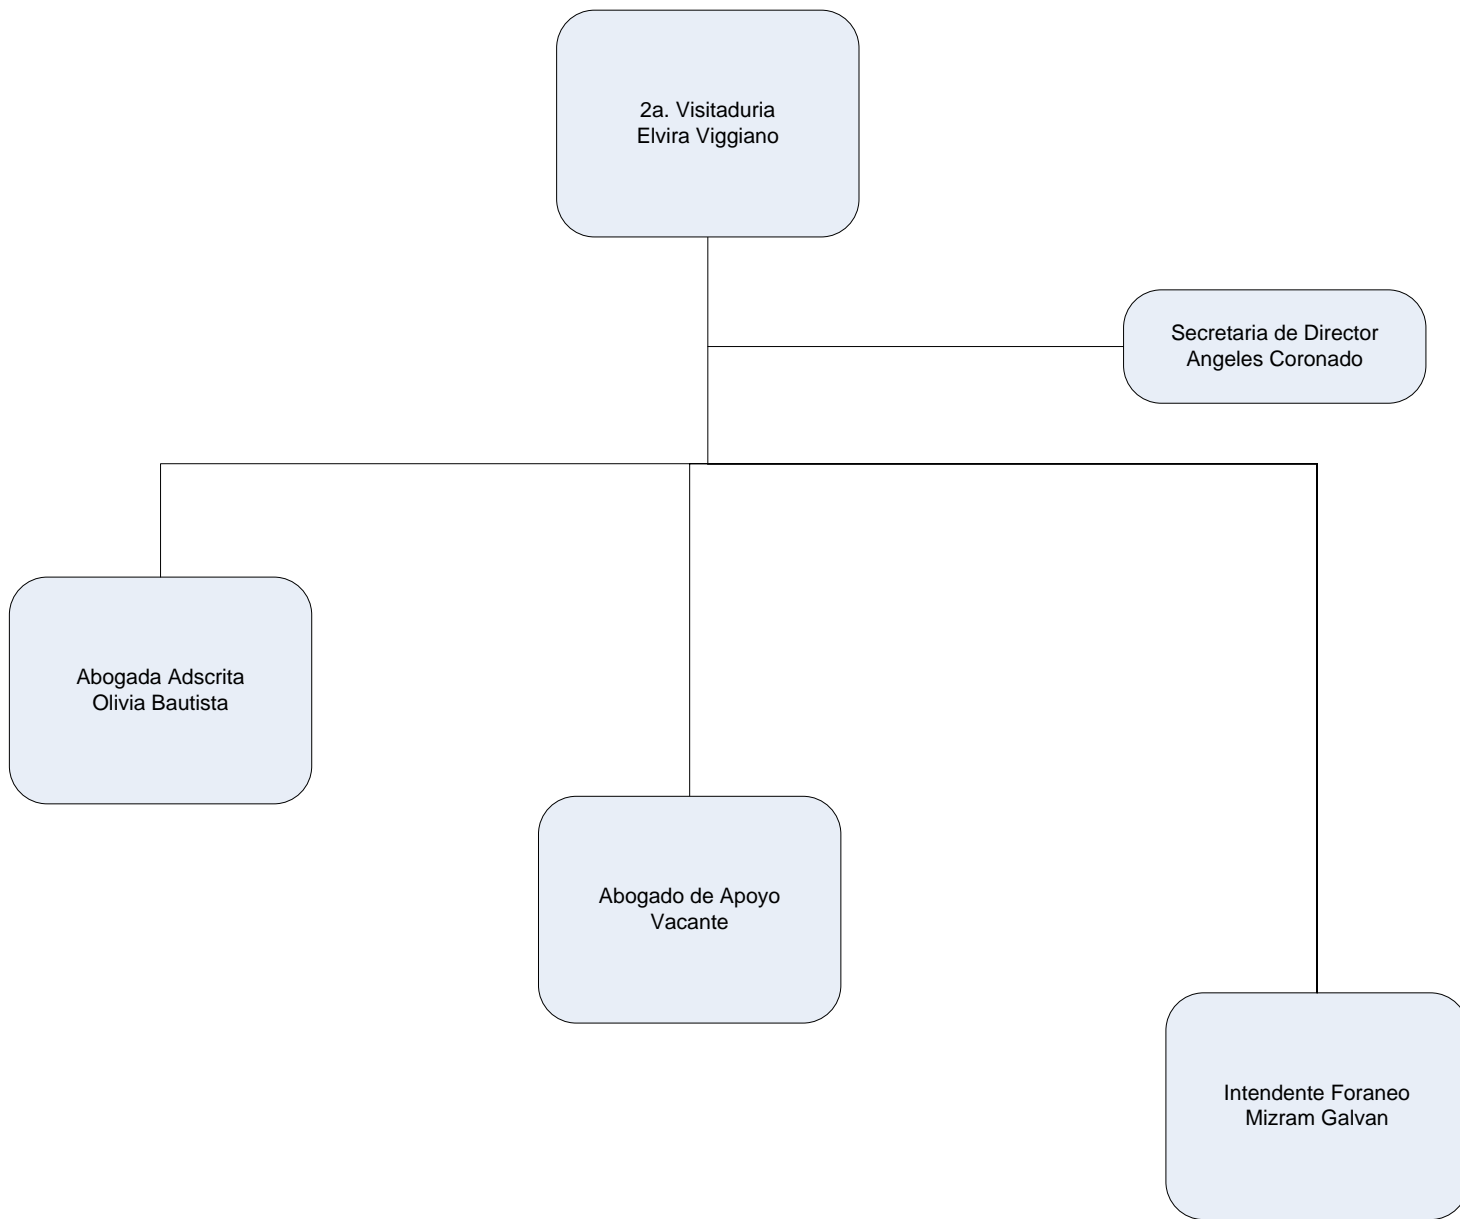 2a. Visitaduria
Elvira Viggiano
Secretaria de Director
Angeles Coronado
Abogada Adscrita
Olivia Bautista
Abogado de Apoyo
Vacante
Intendente Foraneo
Mizram Galvan